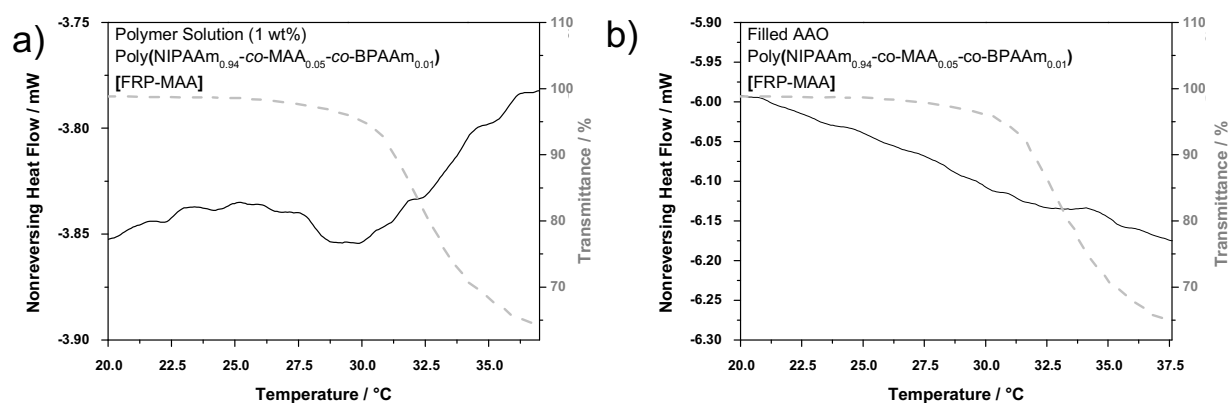 a)
Polymer Solution (1 wt%)
Poly(NIPAAm0.94-co-MAA0.05-co-BPAAm0.01)
[FRP-MAA]
Nonreversing Heat Flow / mW
-3.75
-3.80
-3.85
-3.90
110
100
90
80
70
Transmittance / %
20.0 22.5 25.0 27.5 30.0 32.5 35.0
Temperature / °C
b)
Filled AAO
Poly(NIPAAm0.94-co-MAA0.05-co-BPAAm0.01)
[FRP-MAA]
Nonreversing Heat Flow / mW
-5.90
-5.95
-6.00
-6.05
-6.10
-6.15
-6.20
-6.25
-6.30
110
100
90
80
70
Transmittance / %
20.0 22.5 25.0 27.5 30.0 32.5 35.0 37.5
Temperature / °C